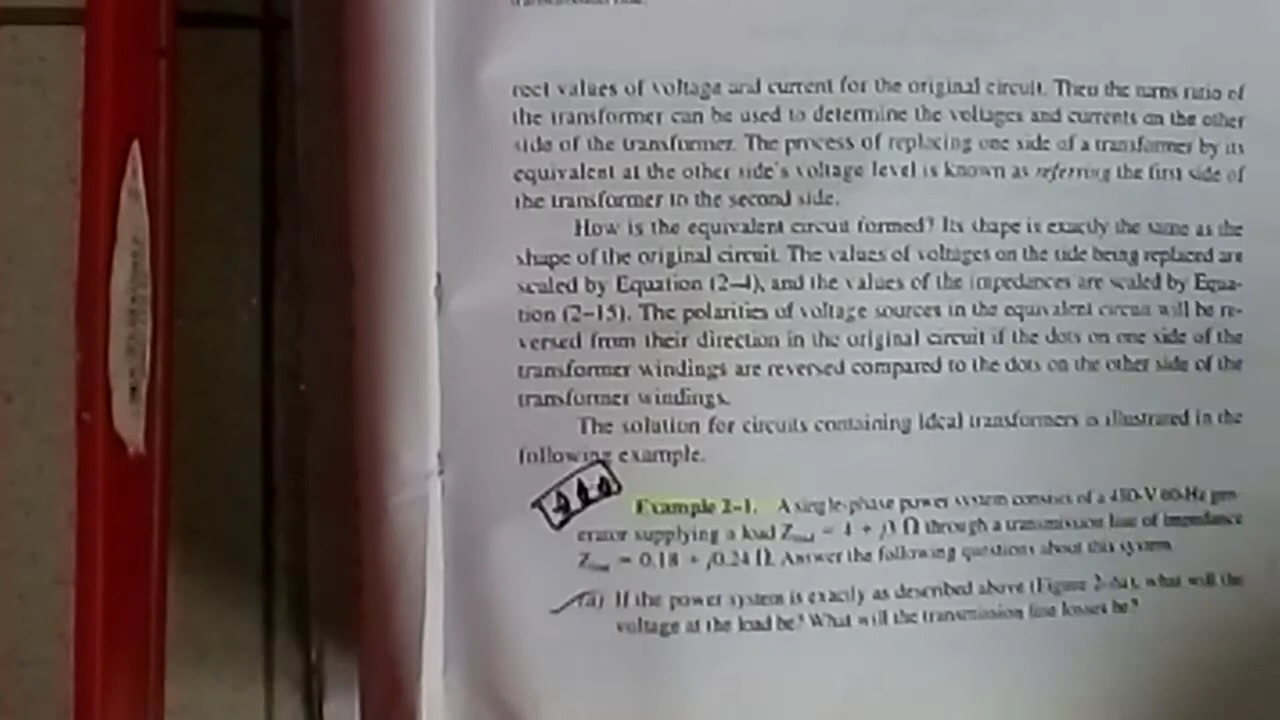 rect values of voltage and current for the original circuit. Then the turns ratio of
the transformer can be used to determine the voltages and currents on the other
side of the transformer. The process of replacing one side of a transformer by its
equivalent at the other side's voltage level is known as referring the first side of
the transformer to the second side.
How is the equivalent circuit formed? Its shape is exactly the same as the
shape of the original circuit. The values of voltages on the side being replaced are
scaled by Equation (2–4), and the values of the impedances are scaled by Equa-
tion (2–15). The polarities of voltage sources in the equivalent circuit will be re-
versed from their direction in the original circuit if the dots on one side of the
transformer windings are reversed compared to the dots on the other side of the
transformer windings.
The solution for circuits containing ideal transformers is illustrated in the
following example.
Example 2–1. A single-phase power system consists of a 480-V 60-Hz gen-
erator supplying a load Zload = 4 + j3 Ω through a transmission line of impedance
Zline = 0.18 + j0.24 Ω. Answer the following questions about this system.
(a) If the power system is exactly as described above (Figure 2–6a), what will the
voltage at the load be? What will the transmission line losses be?